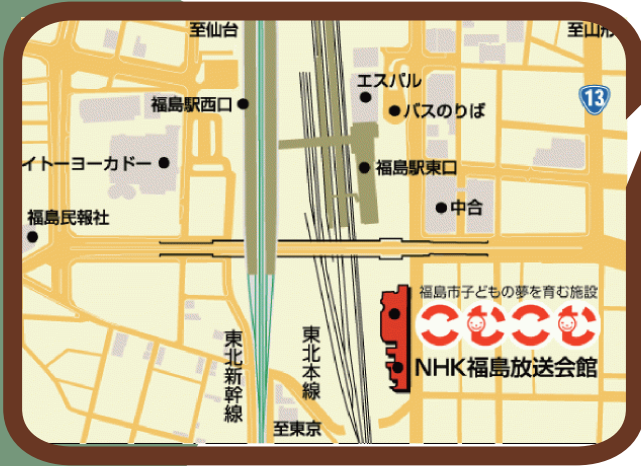 至仙台
至山形
エスパル
13
福島駅西口
バスのりば
イトーヨーカドー
福島駅東口
中合
福島民報社
福島市子どもの夢を育む施設
こむこむ
NHK福島放送会館
東北新幹線
東北本線
至東京